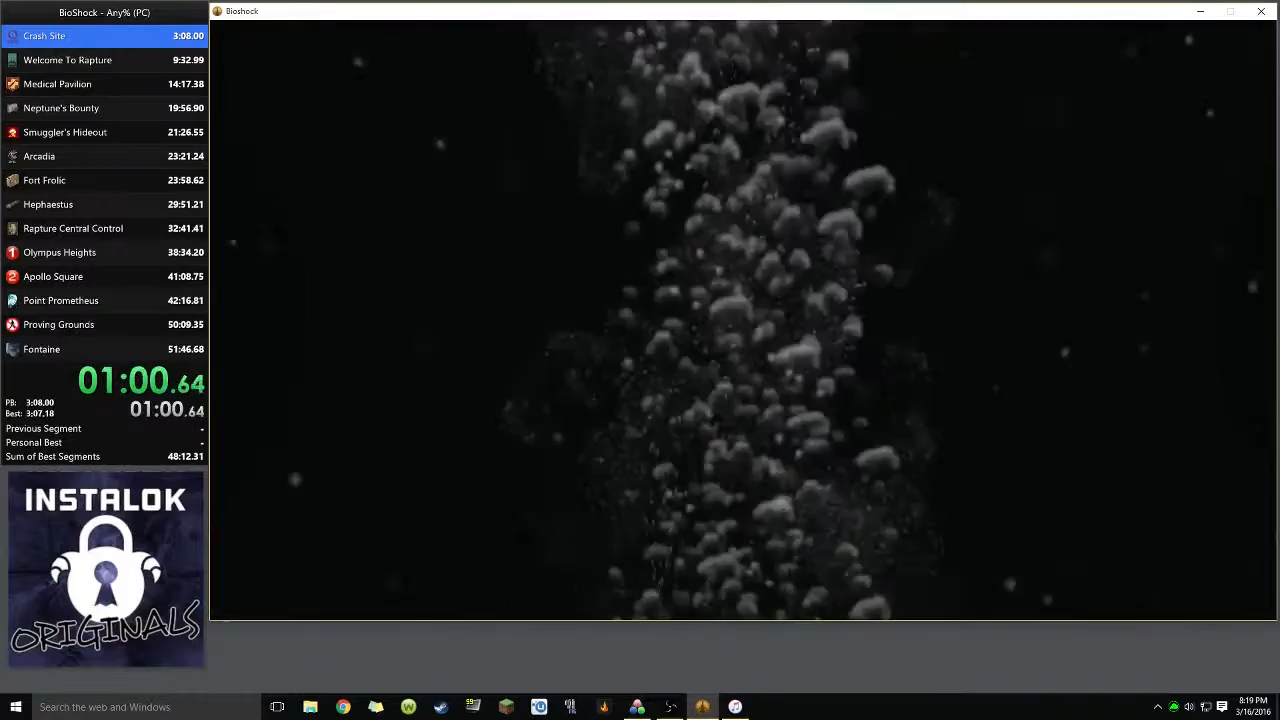 BioShock - Any% (PC)
Bioshock
Crash Site 3:08.00
Welcome To Rapture 9:32.99
Medical Pavilion 14:17.38
Neptune's Bounty 19:56.90
Smuggler's Hideout 21:26.55
Arcadia 23:21.24
Fort Frolic 23:58.62
Hephaestus 29:51.21
Rapture Central Control 32:41.41
Olympus Heights 38:34.20
Apollo Square 41:08.75
Point Prometheus 42:16.81
Proving Grounds 50:09.35
Fontaine 51:46.68
01:00.64
PB: 3:08.00
Best: 3:07.18
01:00.64
Previous Segment -
Personal Best -
Sum of Best Segments 48:12.31
INSTALOK
ORIGINALS
Search the web and Windows
8:19 PM
3/16/2016